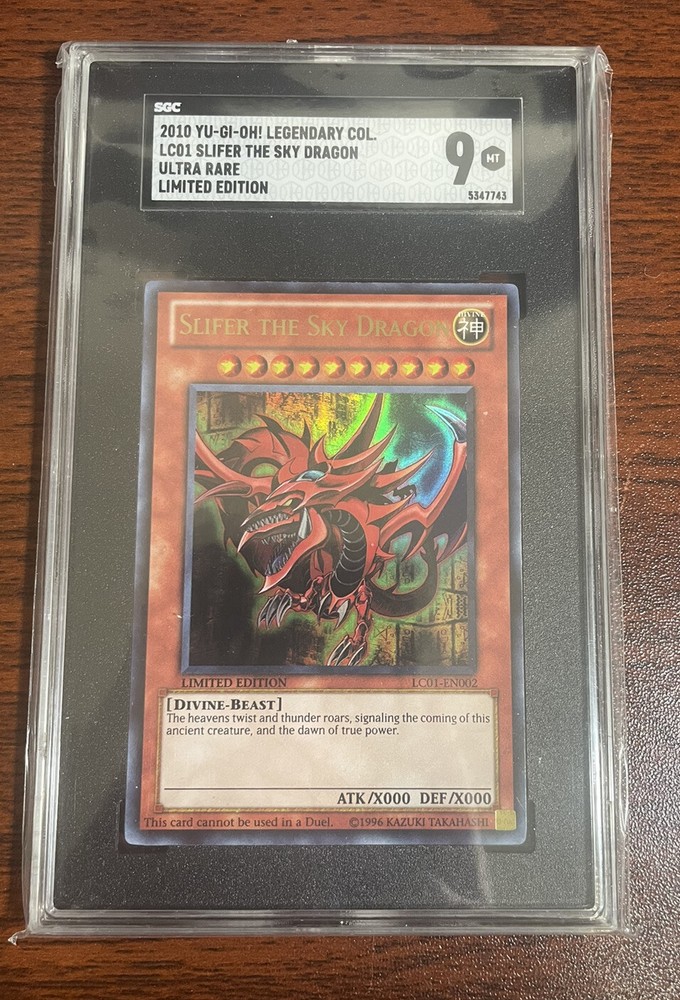 SGC
2010 YU-GI-OH! LEGENDARY COL.
LC01 SLIFER THE SKY DRAGON
ULTRA RARE
LIMITED EDITION
9 MT
5347743
SLIFER THE SKY DRAGON
DIVINE
神
LIMITED EDITION LC01-EN002
[DIVINE-BEAST]
The heavens twist and thunder roars, signaling the coming of this
ancient creature, and the dawn of true power.
ATK/X000 DEF/X000
This card cannot be used in a Duel. ©1996 KAZUKI TAKAHASHI